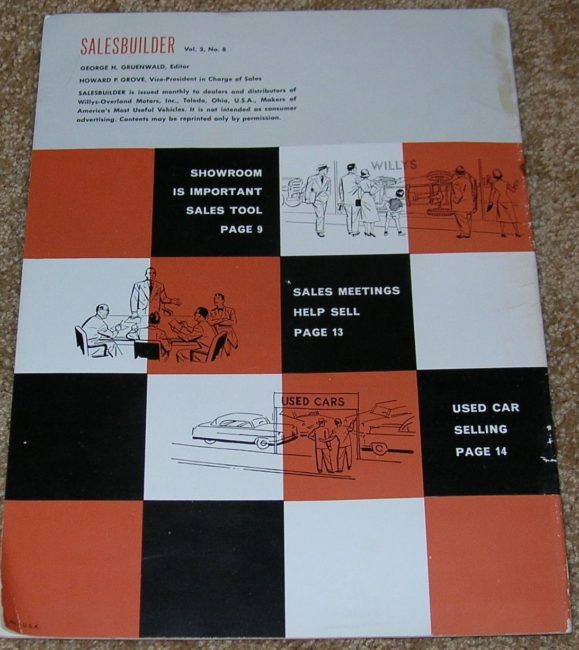 SALESBUILDER Vol. 3, No. 8
GEORGE H. GRUENWALD, Editor
HOWARD P. GROVE, Vice-President in Charge of Sales
SALESBUILDER is issued monthly to dealers and distributors of
Willys-Overland Motors, Inc., Toledo, Ohio, U.S.A., Makers of
America's Most Useful Vehicles. It is not intended as consumer
advertising. Contents may be reprinted only by permission.
SHOWROOM
IS IMPORTANT
SALES TOOL
PAGE 9
WILLYS
SALES MEETINGS
HELP SELL
PAGE 13
USED CARS
USED CAR
SELLING
PAGE 14
U.S.A.